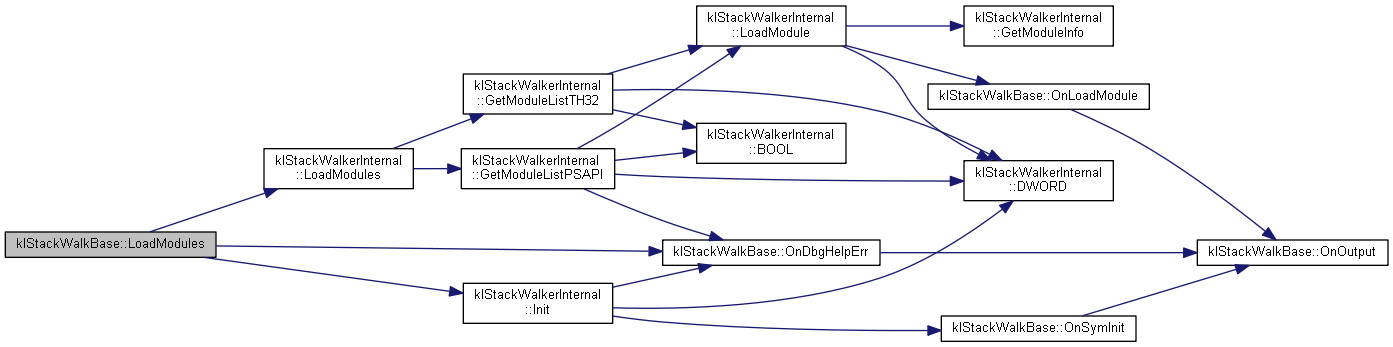 klStackWalkBase::LoadModules
klStackWalkerInternal
::LoadModules
klStackWalkerInternal
::GetModuleListTH32
klStackWalkerInternal
::GetModuleListPSAPI
klStackWalkerInternal
::Init
klStackWalkerInternal
::LoadModule
klStackWalkerInternal
::BOOL
klStackWalkBase::OnDbgHelpErr
klStackWalkerInternal
::GetModuleInfo
klStackWalkBase::OnLoadModule
klStackWalkerInternal
::DWORD
klStackWalkBase::OnSymInit
klStackWalkBase::OnOutput